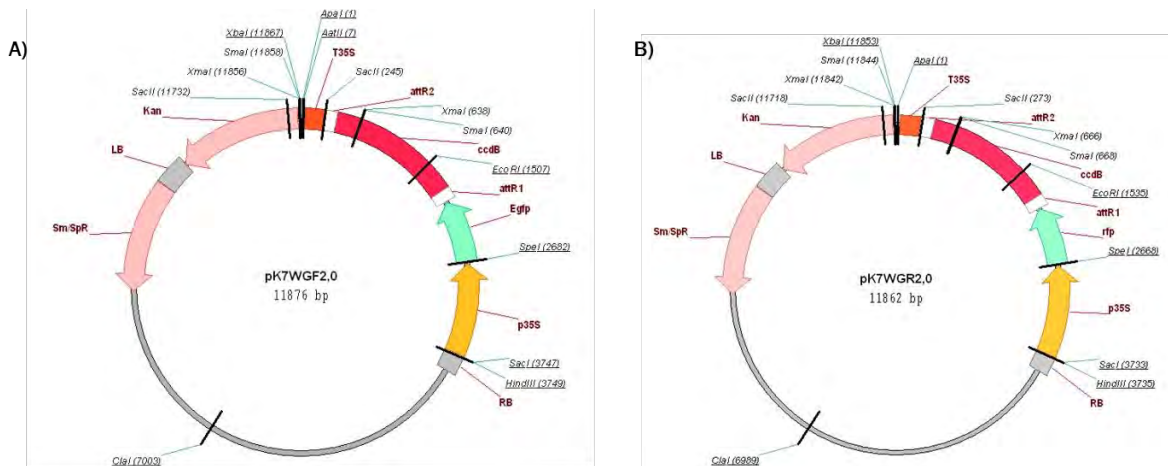 A)
ApaI (1)
XbaI (11867)
AatII (7)
SmaI (11858)
T35S
XmaI (11856)
SacII (245)
SacII (11732)
attR2
Kan
XmaI (638)
SmaI (640)
LB
ccdB
EcoRI (1507)
attR1
Egfp
Sm/SpR
SpeI (2682)
pK7WGF2,0
11876 bp
p35S
SacI (3747)
HindIII (3749)
RB
ClaI (7003)
B)
XbaI (11853)
SmaI (11844)
ApaI (1)
XmaI (11842)
T35S
SacII (11718)
SacII (273)
attR2
Kan
XmaI (666)
SmaI (668)
LB
ccdB
EcoRI (1535)
attR1
rfp
Sm/SpR
SpeI (2668)
pK7WGR2,0
11862 bp
p35S
SacI (3733)
HindIII (3735)
RB
ClaI (6989)